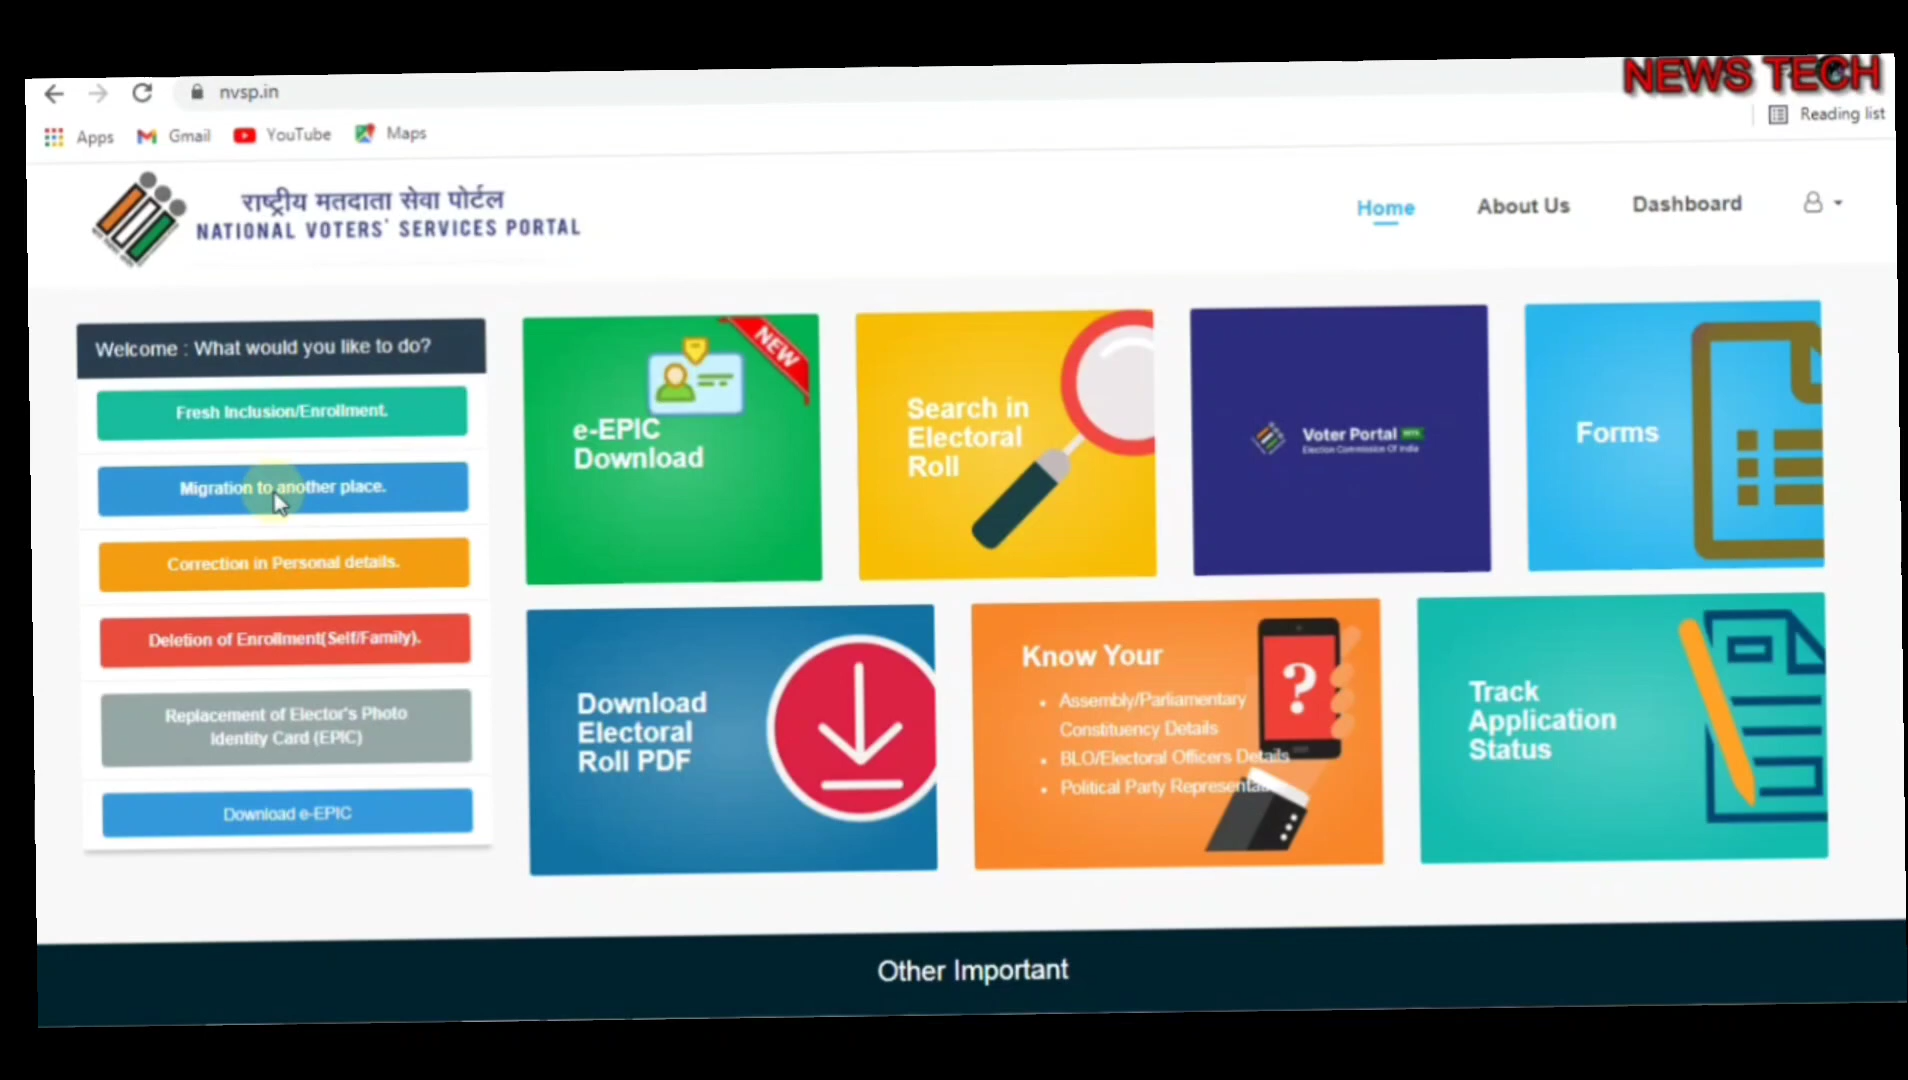 NEWS TECH
nvsp.in
Reading list
Apps
Gmail
YouTube
Maps
राष्ट्रीय मतदाता सेवा पोर्टल
NATIONAL VOTERS' SERVICES PORTAL
Home
About Us
Dashboard
Welcome : What would you like to do?
Fresh Inclusion/Enrollment.
Migration to another place.
Correction in Personal details.
Deletion of Enrollment(Self/Family).
Replacement of Elector's Photo
Identity Card (EPIC)
Download e-EPIC
NEW
e-EPIC
Download
Search in
Electoral
Roll
Voter Portal
Election Commission Of India
Forms
Download
Electoral
Roll PDF
Know Your
Assembly/Parliamentary
Constituency Details
BLO/Electoral Officers Details
Political Party
?
Track
Application
Status
Other Important